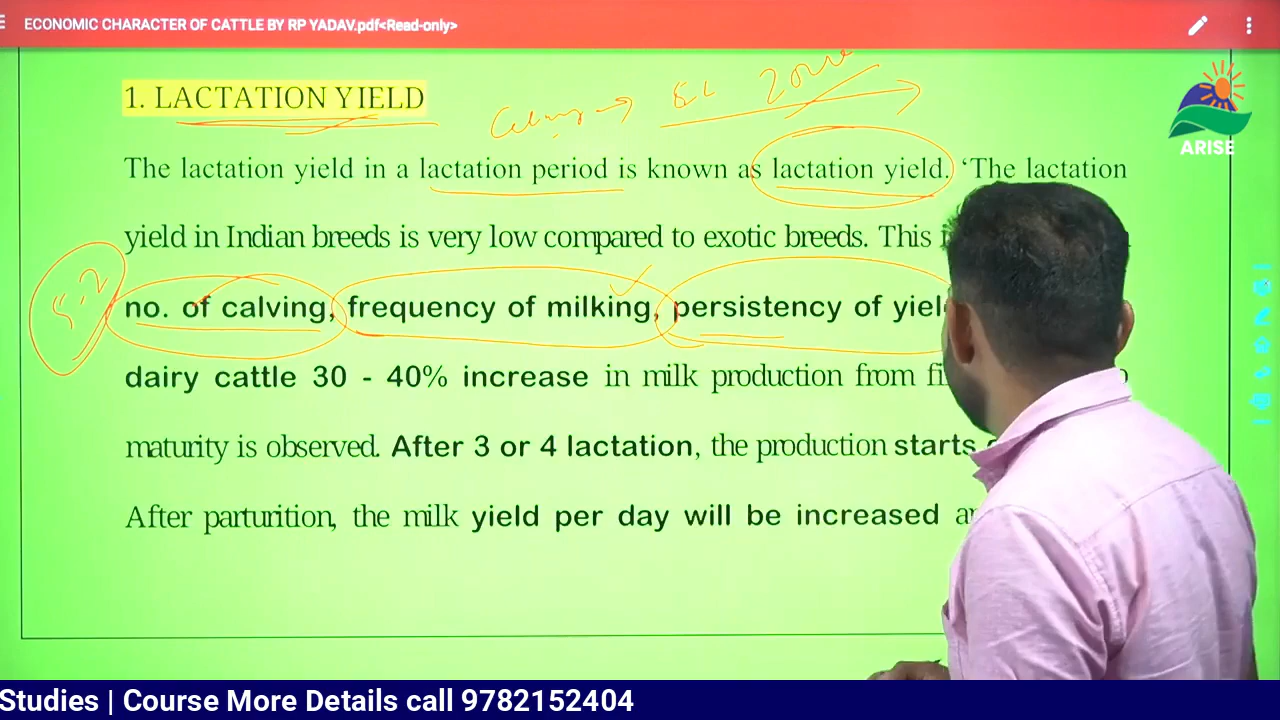 ECONOMIC CHARACTER OF CATTLE BY RP YADAV.pdf<Read-only>
1. LACTATION YIELD
ARISE
The lactation yield in a lactation period is known as lactation yield. ‘The lactation
yield in Indian breeds is very low compared to exotic breeds. This
5-2
no. of calving, frequency of milking, persistency of yield
dairy cattle 30 - 40% increase in milk production from
maturity is observed. After 3 or 4 lactation, the production starts
After parturition, the milk yield per day will be increased
Studies | Course More Details call 9782152404